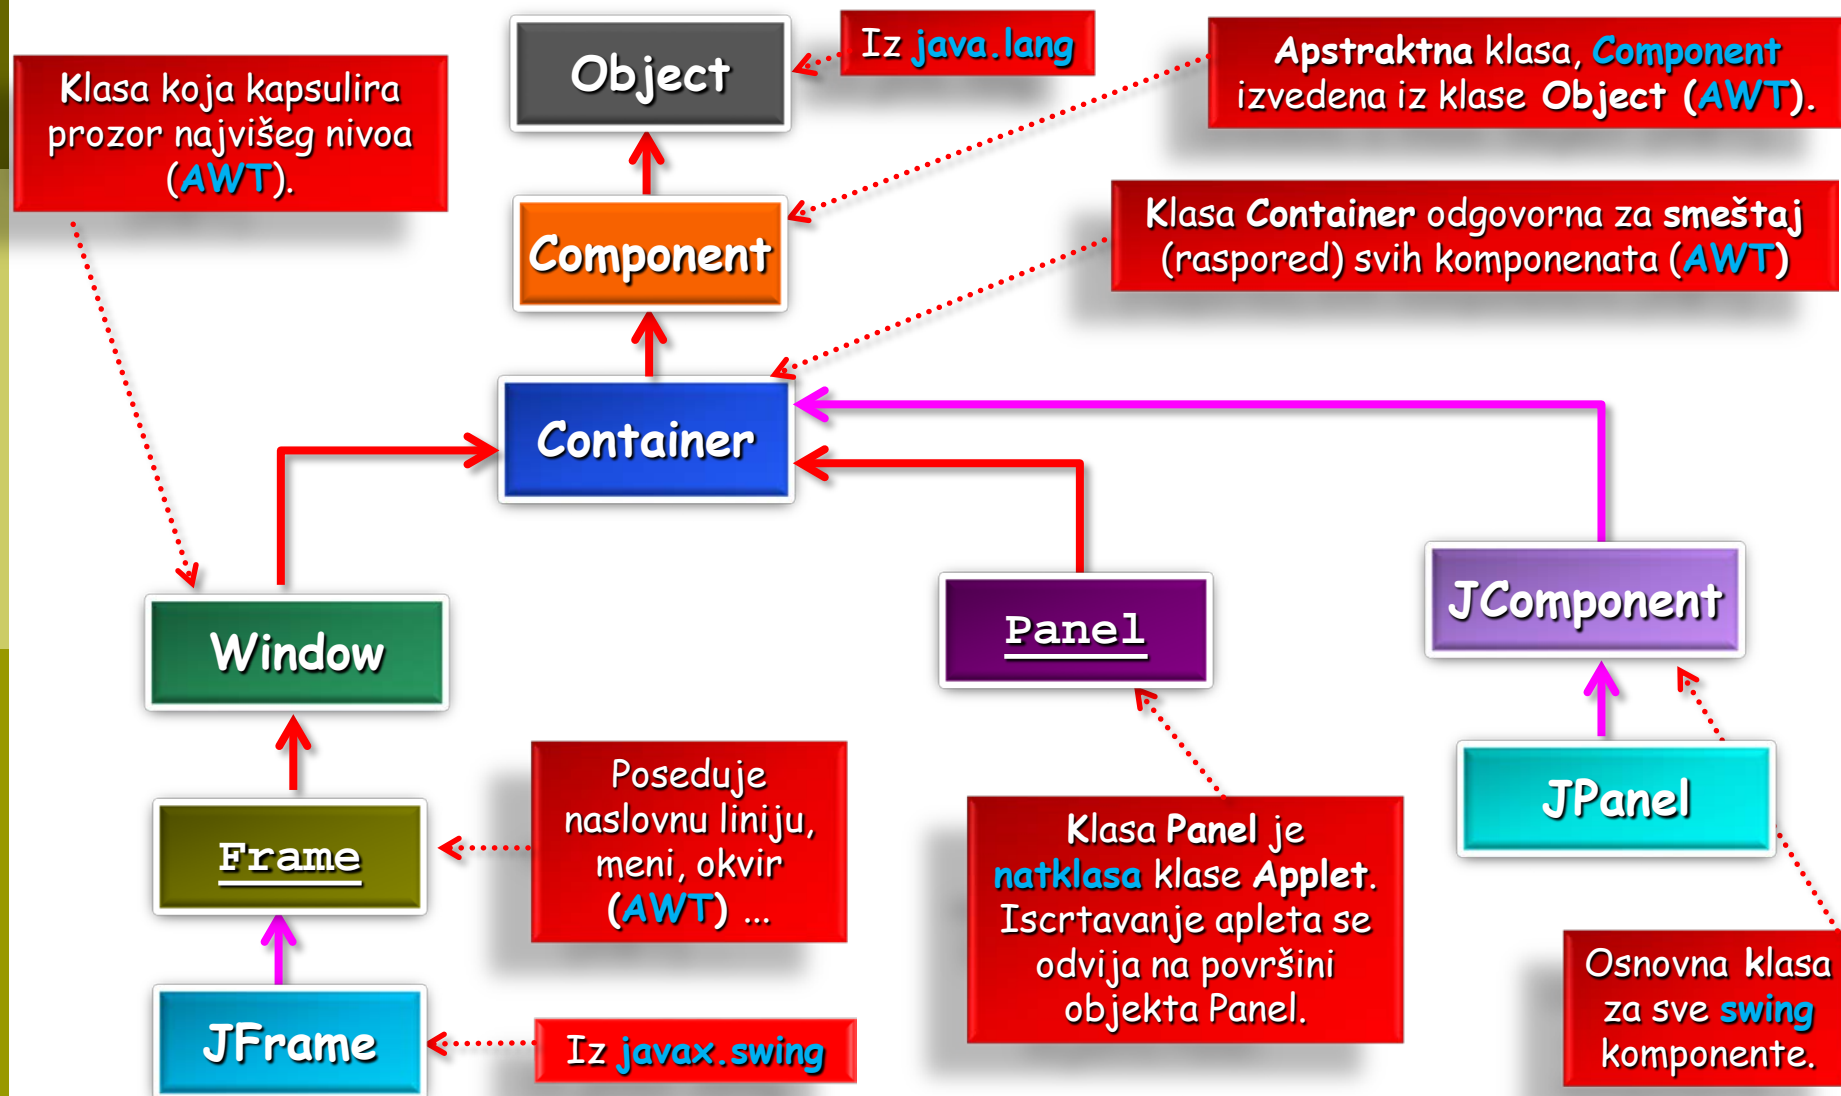 Object
Iz java.lang
Apstraktna klasa, Component
izvedena iz klase Object (AWT).
Klasa koja kapsulira
prozor najvišeg nivoa
(AWT).
Component
Klasa Container odgovorna za smeštaj
(raspored) svih komponenata (AWT)
Container
Window
Panel
JComponent
Frame
Poseduje
naslovnu liniju,
meni, okvir
(AWT) ...
Klasa Panel je
natklasa klase Applet.
Iscrtavanje apleta se
odvija na površini
objekta Panel.
JPanel
JFrame
Iz javax.swing
Osnovna klasa
za sve swing
komponente.